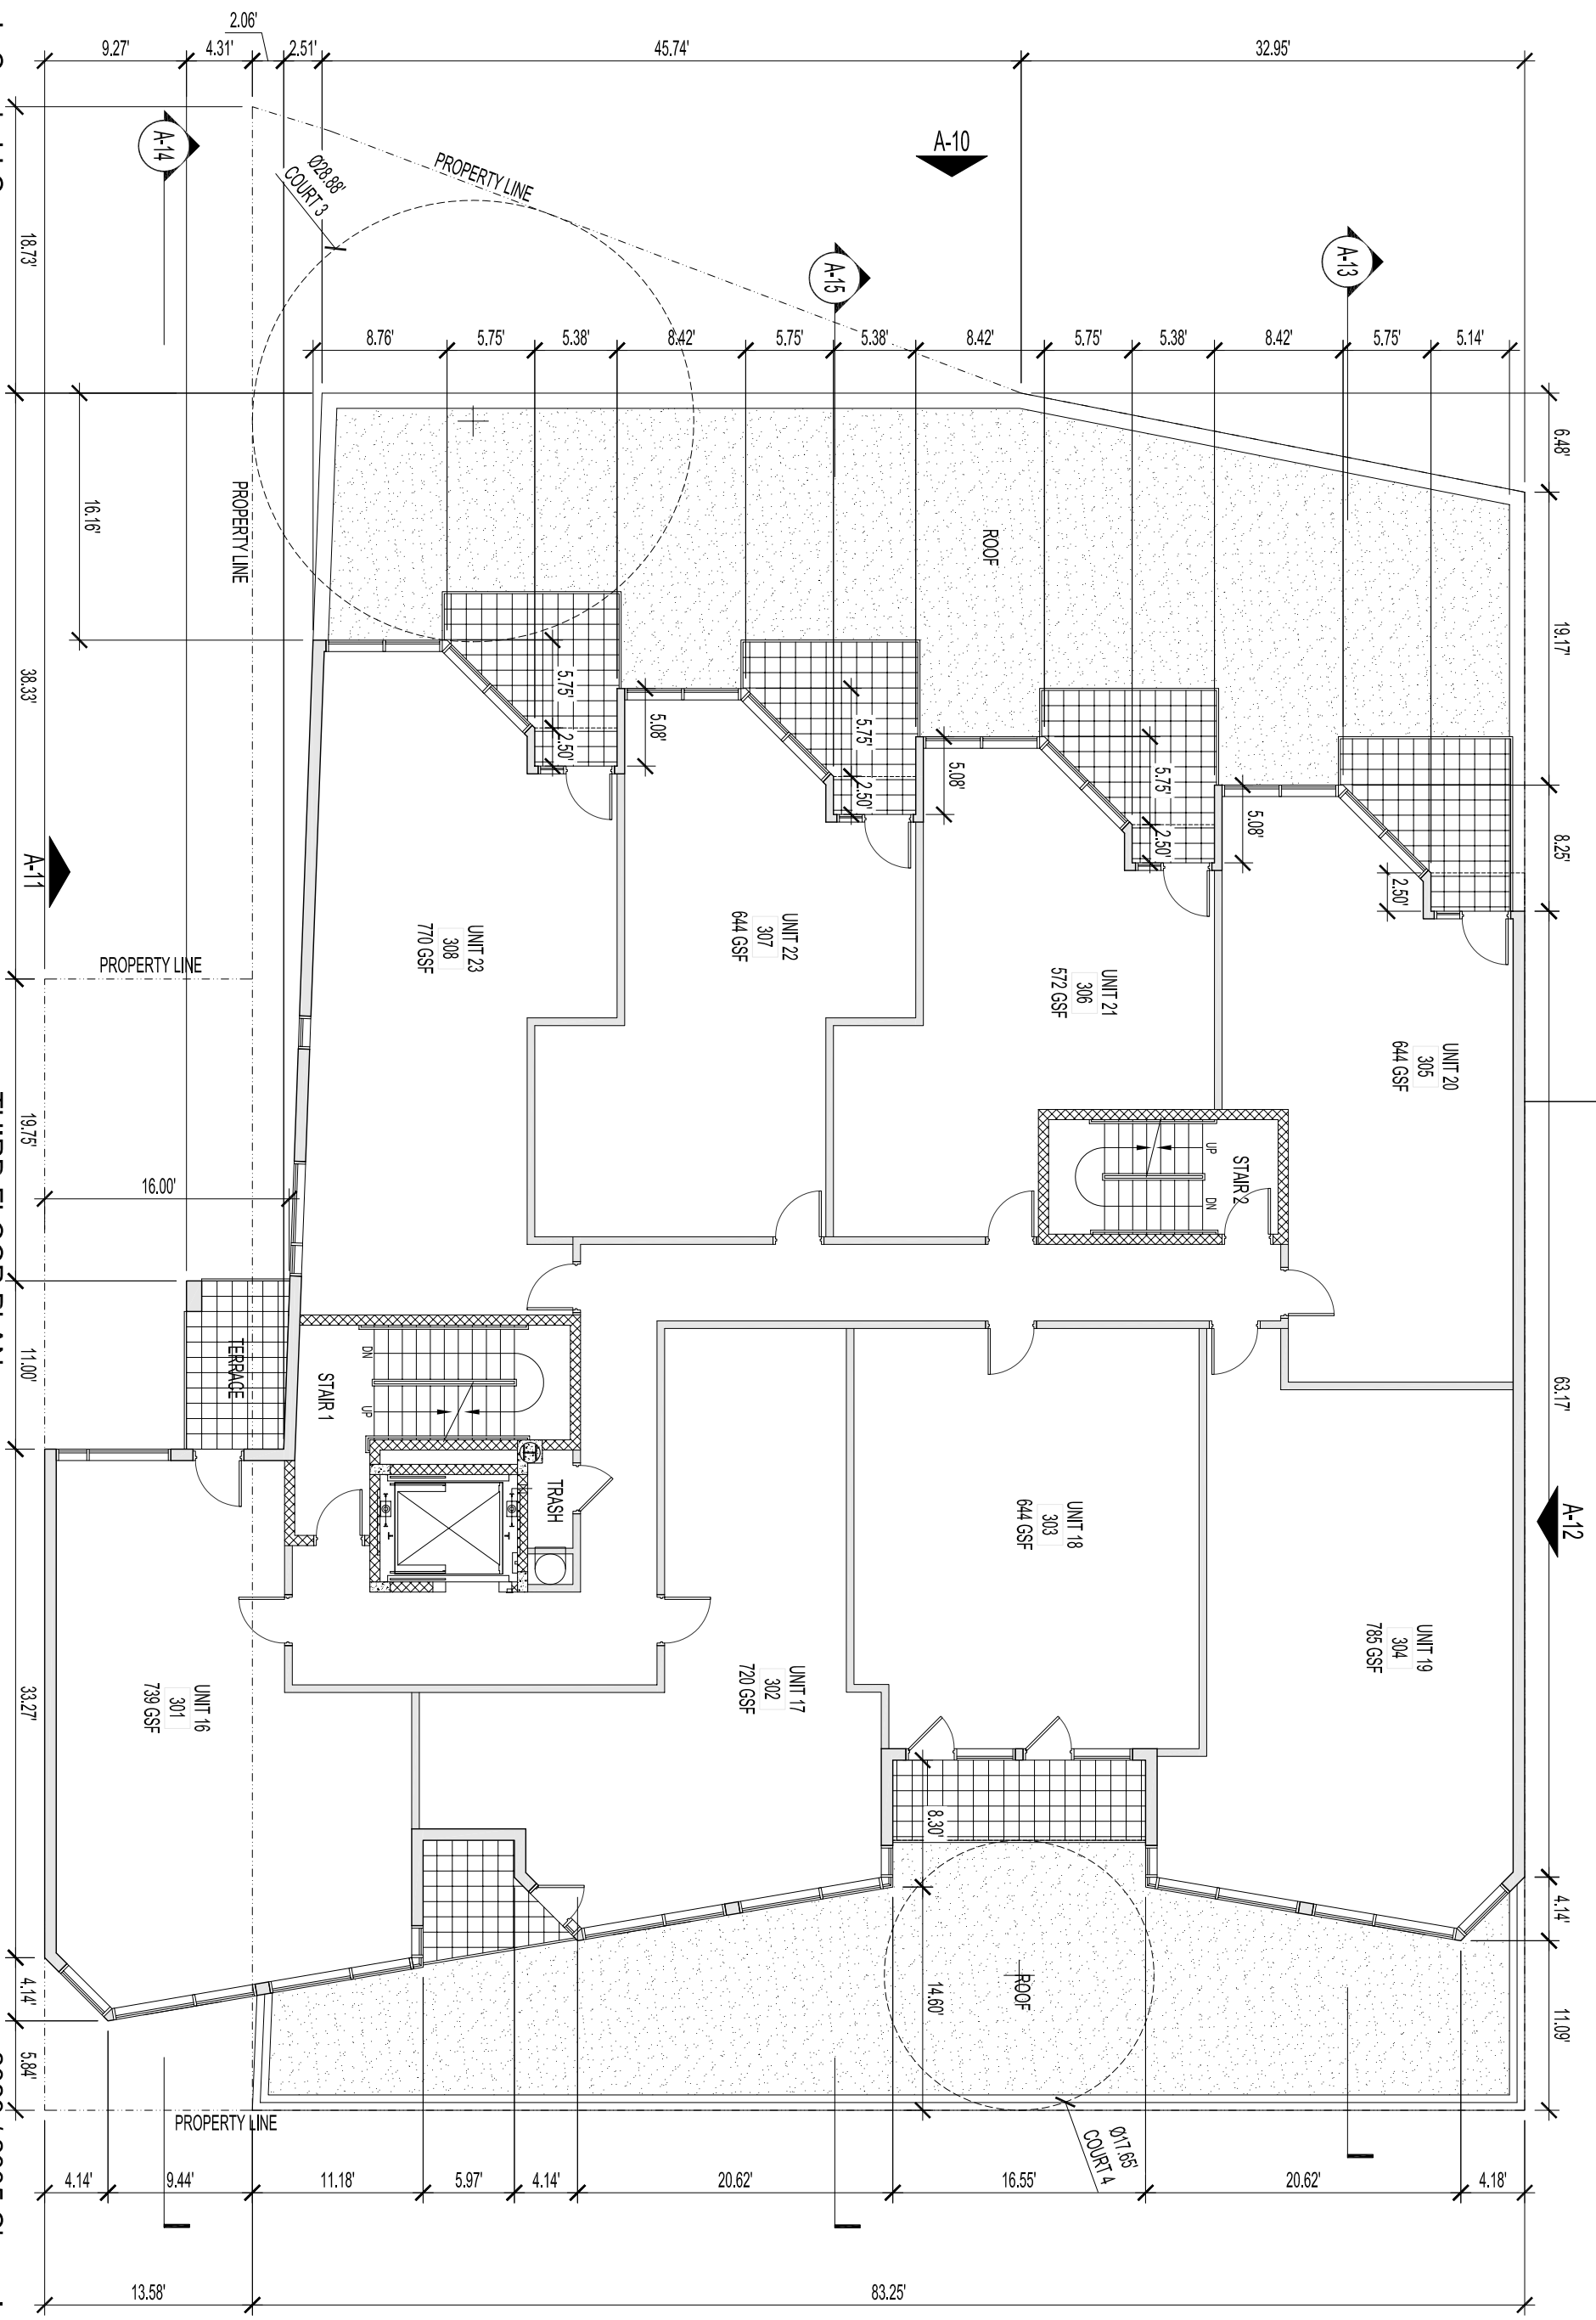 2.06'
9.27'
4.31'
2.51'
45.74'
32.95'
A-14
Ø28.88'
COURT 3
PROPERTY LINE
A-10
A-15
A-13
18.73'
8.76'
5.75'
5.38'
8.42'
5.75'
5.38'
8.42'
5.75'
5.38'
8.42'
5.75'
5.14'
6.48'
16.16'
PROPERTY LINE
ROOF
19.17'
38.33'
5.75'
2.50'
5.08'
5.75'
2.50'
5.08'
5.75'
2.50'
5.08'
2.50'
8.25'
A-11
PROPERTY LINE
UNIT 23
308
770 GSF
UNIT 22
307
644 GSF
UNIT 21
306
572 GSF
UNIT 20
305
644 GSF
19.75'
16.00'
UP
DN
STAIR 2
63.17'
THIRD FLOOR PLAN
11.00'
TERRACE
STAIR 1
DN
UP
TRASH
A-12
UNIT 18
303
644 GSF
UNIT 19
304
785 GSF
UNIT 17
302
720 GSF
UNIT 16
301
739 GSF
33.27'
8.30'
14.60'
ROOF
4.14'
11.09'
4.14'
5.84'
PROPERTY LINE
Ø17.65'
COURT 4
4.14'
9.44'
11.18'
5.97'
4.14'
20.62'
16.55'
20.62'
4.18'
13.58'
83.25'